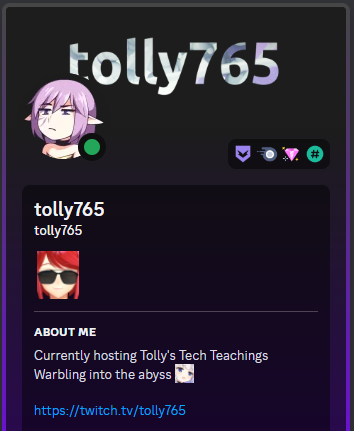 tolly765
tolly765
tolly765
ABOUT ME
Currently hosting Tolly's Tech Teachings
Warbling into the abyss
https://twitch.tv/tolly765